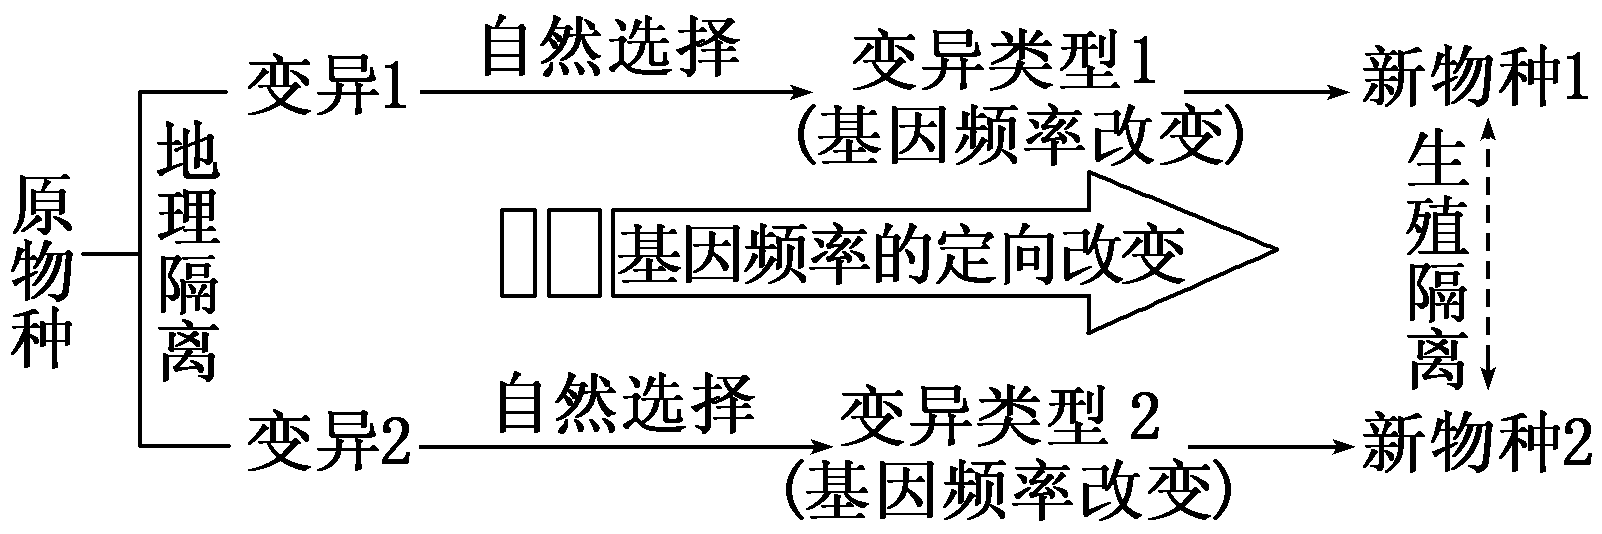 原物种
地理隔离
变异1
自然选择
变异类型1
(基因频率改变)
新物种1
基因频率的定向改变
生殖隔离
变异2
自然选择
变异类型 2
(基因频率改变)
新物种2